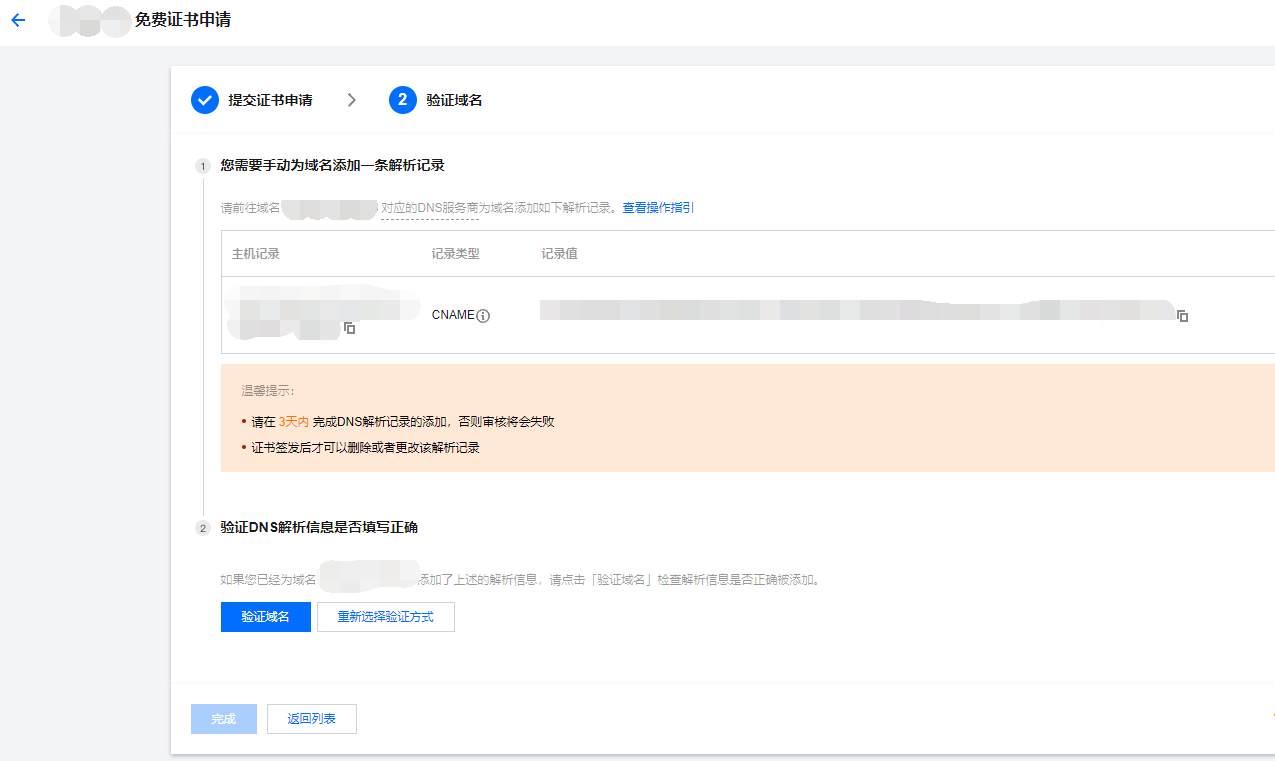 免费证书申请
提交证书申请
2 验证域名
1 您需要手动为域名添加一条解析记录
请前往域名 对应的DNS服务商为域名添加如下解析记录。查看操作指引
主机记录 记录类型 记录值
CNAME
温馨提示：
• 请在 3天内 完成DNS解析记录的添加，否则审核将会失败
• 证书签发后才可以删除或者更改该解析记录
2 验证DNS解析信息是否填写正确
如果您已经为域名 添加了上述的解析信息，请点击「验证域名」检查解析信息是否正确被添加。
验证域名 重新选择验证方式
完成 返回列表